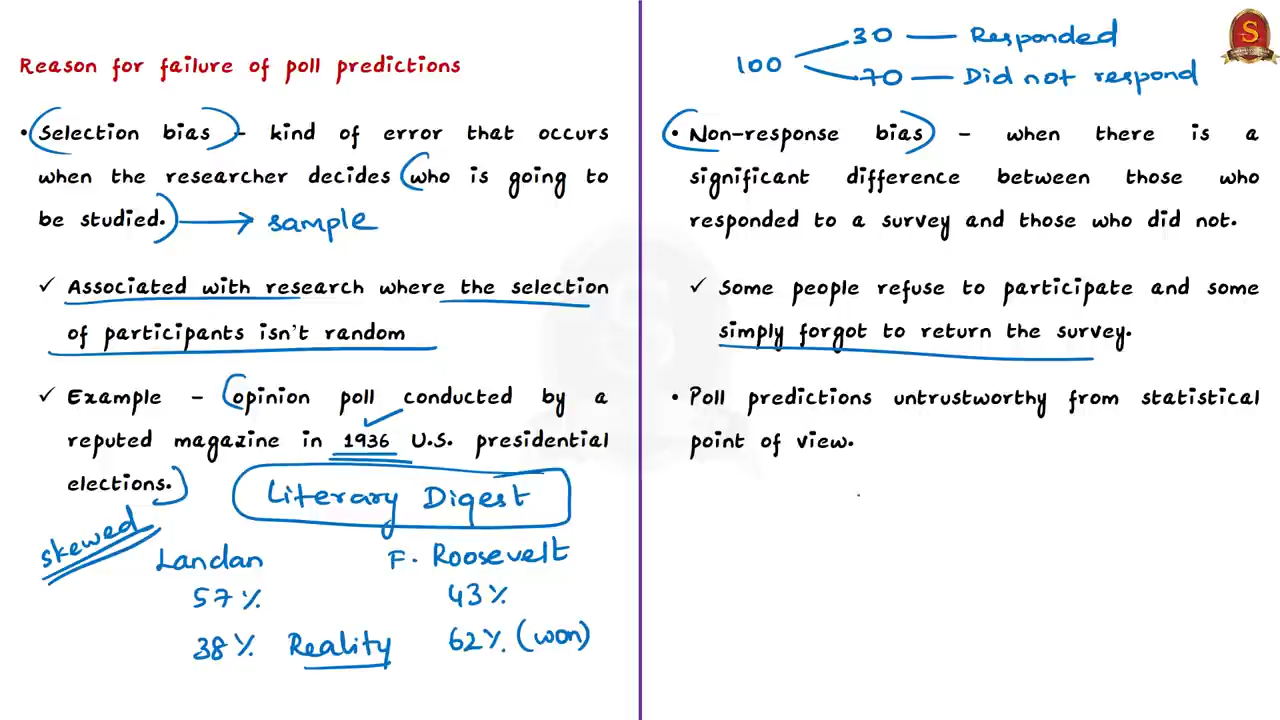 Reason for failure of poll predictions
• Selection bias - kind of error that occurs
when the researcher decides who is going to
be studied. → sample
✓ Associated with research where the selection
of participants isn't random
✓ Example - opinion poll conducted by a
reputed magazine in 1936 U.S. presidential
elections.
Literary Digest
skewed
Landan F. Roosevelt
57% 43%
38% Reality 62% (won)
30 — Responded
100
70 — Did not respond
• Non-response bias - when there is a
significant difference between those who
responded to a survey and those who did not.
✓ Some people refuse to participate and some
simply forgot to return the survey.
• Poll predictions untrustworthy from statistical
point of view.
S